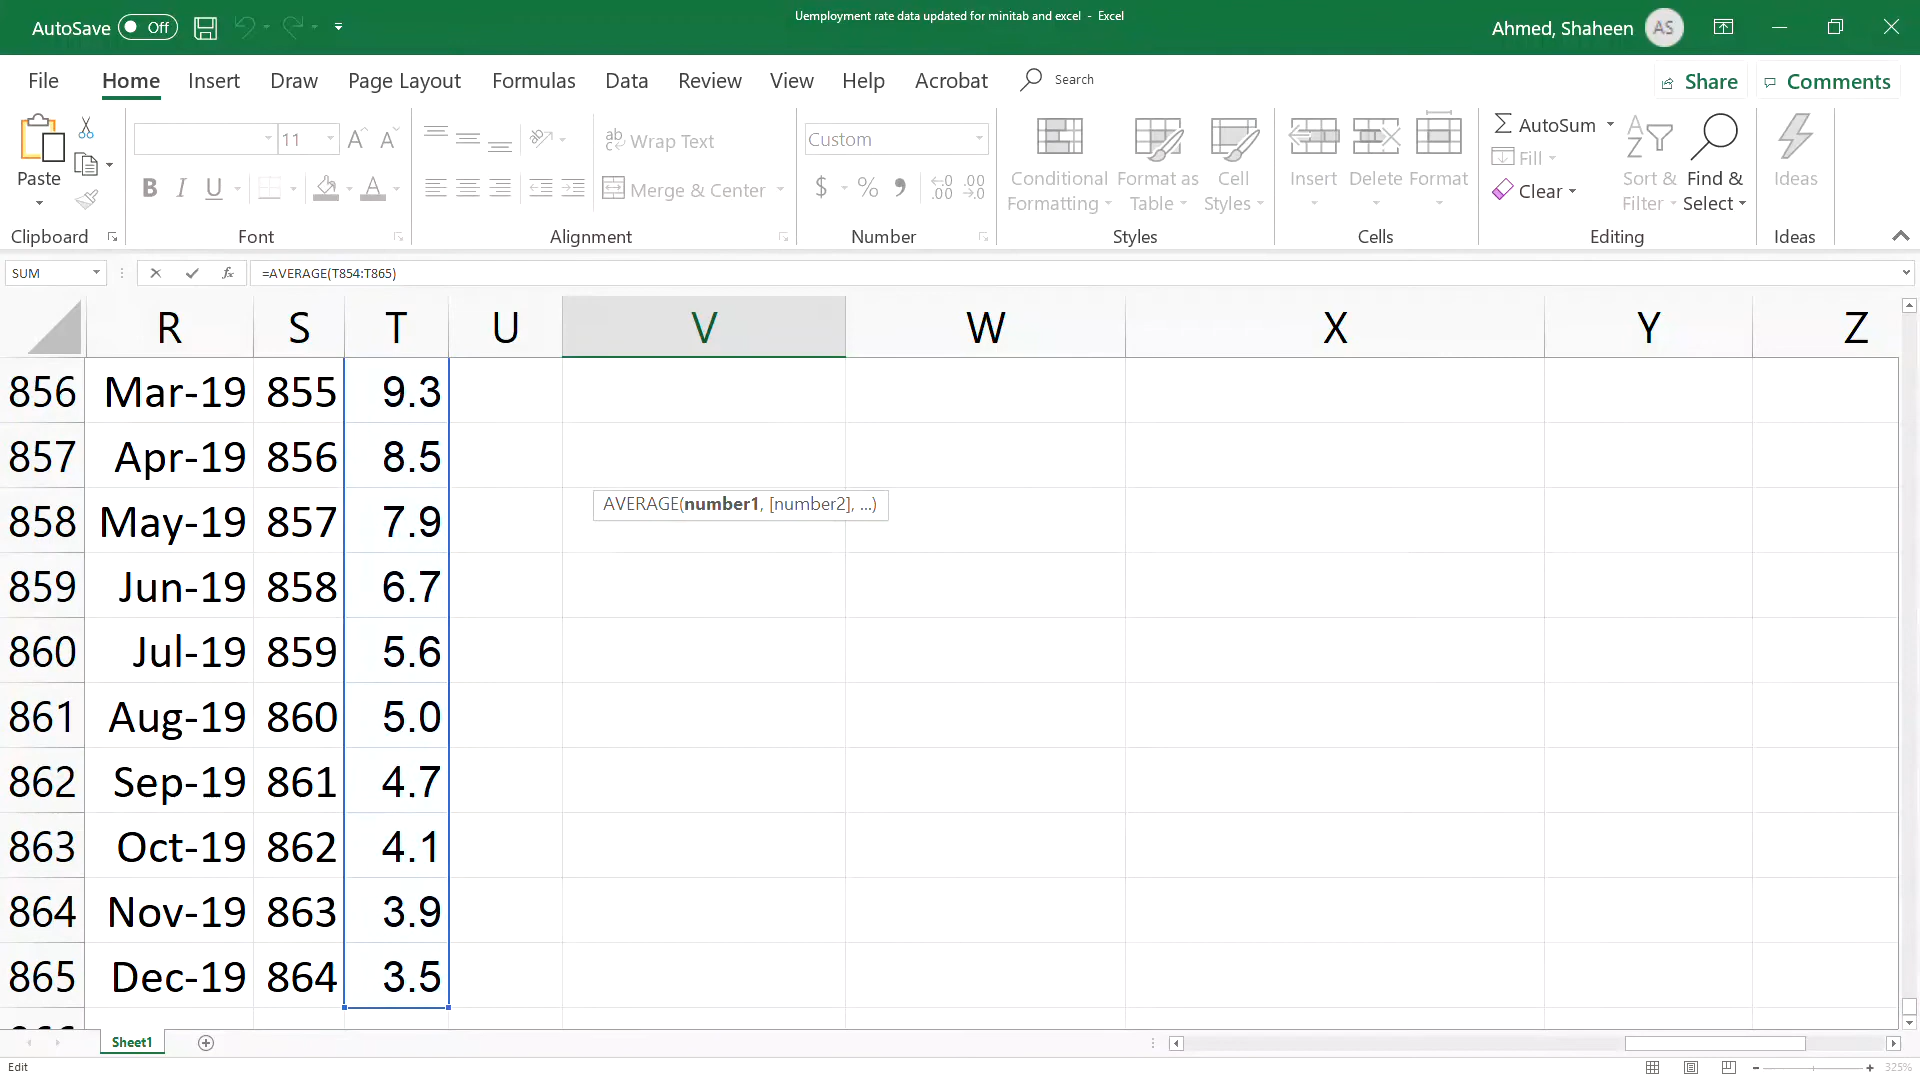 AutoSave Off Uemployment rate data updated for minitab and excel - Excel Ahmed, Shaheen AS
File Home Insert Draw Page Layout Formulas Data Review View Help Acrobat Search Share Comments
Paste
Clipboard
11
B I U
Font
Wrap Text
Merge & Center
Alignment
Custom
$ % 9
Number
Conditional Formatting
Format as Table
Cell Styles
Styles
Insert Delete Format
Cells
AutoSum
Fill
Clear
Sort & Filter
Find & Select
Editing
Ideas
Ideas
SUM fx =AVERAGE(T854:T865)
R S T U V W X Y Z
856 Mar-19 855 9.3
857 Apr-19 856 8.5
AVERAGE(number1, [number2], ...)
858 May-19 857 7.9
859 Jun-19 858 6.7
860 Jul-19 859 5.6
861 Aug-19 860 5.0
862 Sep-19 861 4.7
863 Oct-19 862 4.1
864 Nov-19 863 3.9
865 Dec-19 864 3.5
Sheet1
Edit 325%